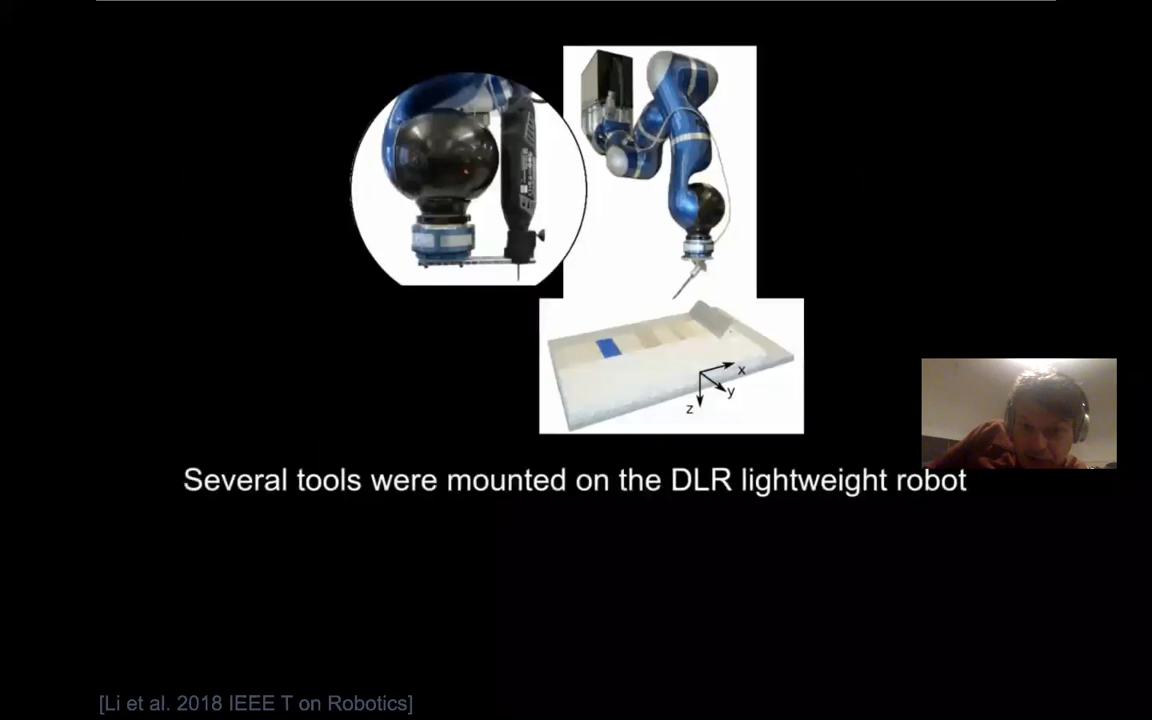 x
y
z
Several tools were mounted on the DLR lightweight robot
[Li et al. 2018 IEEE T on Robotics]